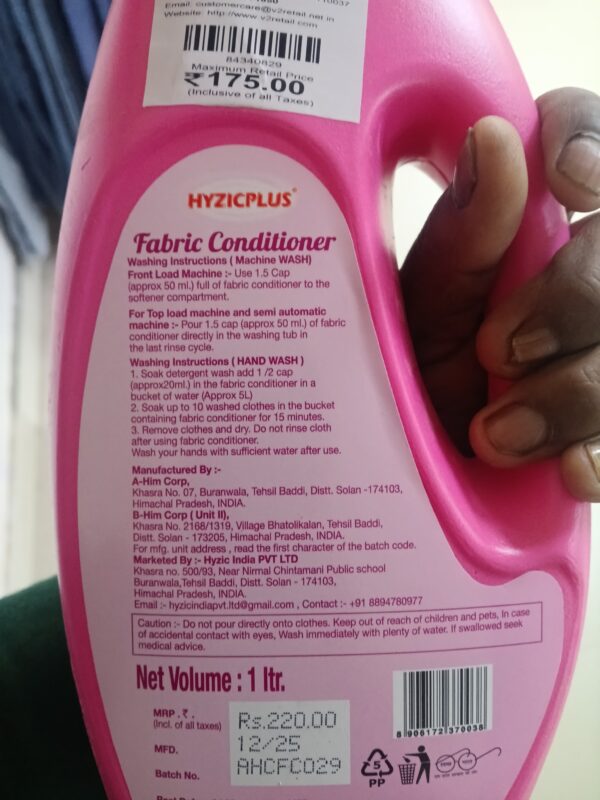 Email: customercare@v2retail.net.in
Website: http://www.v2retail.com
84340829
Maximum Retail Price
₹175.00
(Inclusive of all Taxes)
HYZICPLUS
Fabric Conditioner
Washing Instructions ( Machine WASH)
Front Load Machine :- Use 1.5 Cap
(approx 50 ml.) full of fabric conditioner to the
softener compartment.
For Top load machine and semi automatic
machine :- Pour 1.5 cap (approx 50 ml.) of fabric
conditioner directly in the washing tub in
the last rinse cycle.
Washing Instructions ( HAND WASH )
1. Soak detergent wash add 1 /2 cap
(approx20ml.) in the fabric conditioner in a
bucket of water (Approx 5L)
2. Soak up to 10 washed clothes in the bucket
containing fabric conditioner for 15 minutes.
3. Remove clothes and dry. Do not rinse cloth
after using fabric conditioner.
Wash your hands with sufficient water after use.
Manufactured By :-
A-Him Corp,
Khasra No. 07, Buranwala, Tehsil Baddi, Distt. Solan -174103,
Himachal Pradesh, INDIA.
B-Him Corp ( Unit II),
Khasra No. 2168/1319, Village Bhatolikalan, Tehsil Baddi,
Distt. Solan - 173205, Himachal Pradesh, INDIA.
For mfg. unit address , read the first character of the batch code.
Marketed By :- Hyzic India PVT LTD
Khasra no. 500/93, Near Nirmal Chintamani Public school
Buranwala,Tehsil Baddi, Distt. Solan - 174103,
Himachal Pradesh, INDIA.
Email :- hyzicindiapvt.ltd@gmail.com , Contact :- +91 8894780977
Caution :- Do not pour directly onto clothes. Keep out of reach of children and pets, In case
of accidental contact with eyes, Wash immediately with plenty of water. If swallowed seek
medical advice.
Net Volume : 1 ltr.
MRP . ₹ . Rs.220.00
(Incl. of all taxes)
MFD. 12/25
Batch No. AHCFC029
8 906172 370038
5
PP